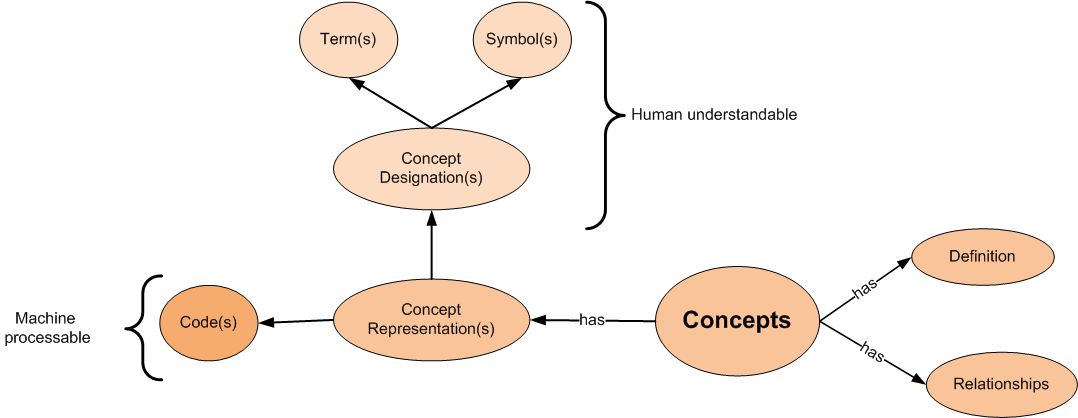 Term(s)
Symbol(s)
Human understandable
Concept
Designation(s)
Definition
has
Machine
processable
Code(s)
Concept
Representation(s)
has
Concepts
has
Relationships